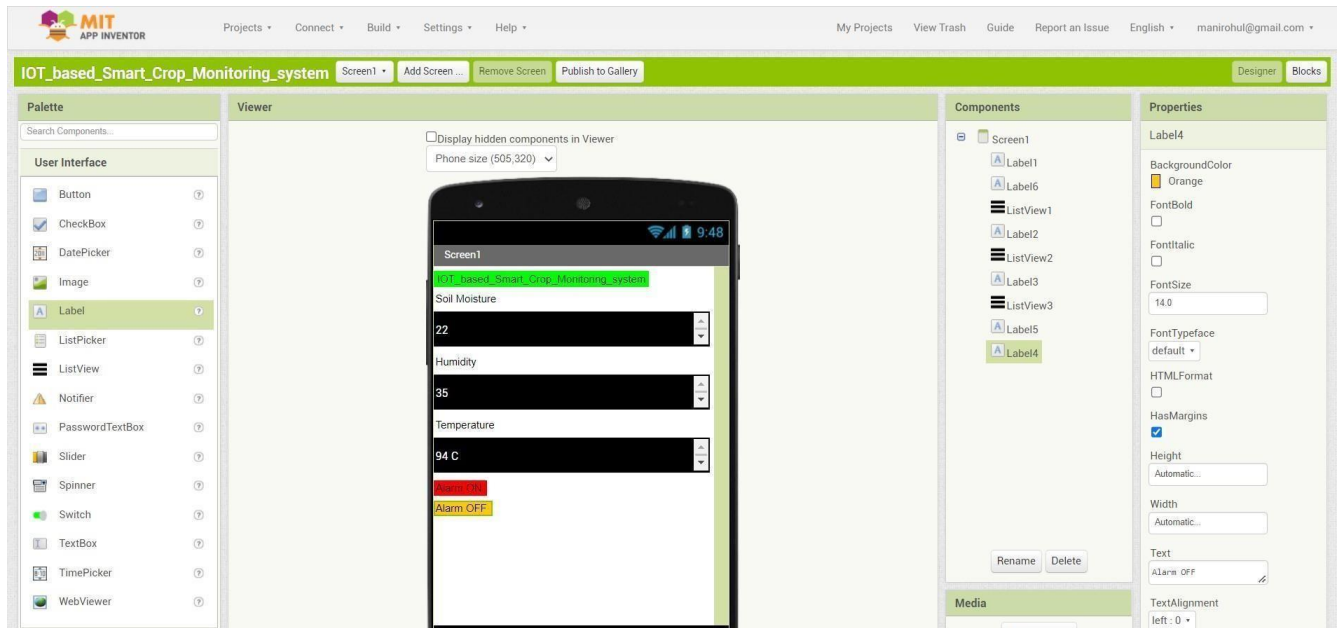 MIT
APP INVENTOR
Projects Connect Build Settings Help My Projects View Trash Guide Report an Issue English manirohul@gmail.com
IOT_based_Smart_Crop_Monitoring_system Screen1 Add Screen ... Remove Screen Publish to Gallery Designer Blocks
Palette
Search Components...
User Interface
Button
CheckBox
DatePicker
Image
Label
ListPicker
ListView
Notifier
PasswordTextBox
Slider
Spinner
Switch
TextBox
TimePicker
WebViewer
Viewer
Display hidden components in Viewer
Phone size (505,320)
9:48
Screen1
IOT_based_Smart_Crop_Monitoring_system
Soil Moisture
22
Humidity
35
Temperature
94 C
Alarm ON
Alarm OFF
Components
Screen1
Label1
Label6
ListView1
Label2
ListView2
Label3
ListView3
Label5
Label4
Rename Delete
Media
Properties
Label4
BackgroundColor
Orange
FontBold
FontItalic
FontSize
14.0
FontTypeface
default
HTMLFormat
HasMargins
Height
Automatic...
Width
Automatic...
Text
Alarm OFF
TextAlignment
left : 0